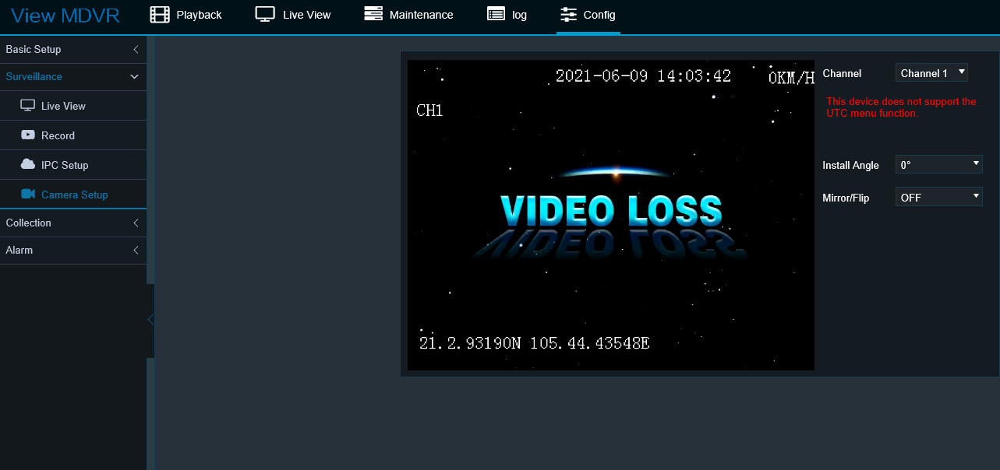 View MDVR
Playback
Live View
Maintenance
log
Config
Basic Setup
Surveillance
Live View
Record
IPC Setup
Camera Setup
Collection
Alarm
2021-06-09 14:03:42
0KM/H
CH1
VIDEO LOSS
21.2.93190N 105.44.43548E
Channel
Channel 1
This device does not support the
UTC menu function.
Install Angle
0°
Mirror/Flip
OFF